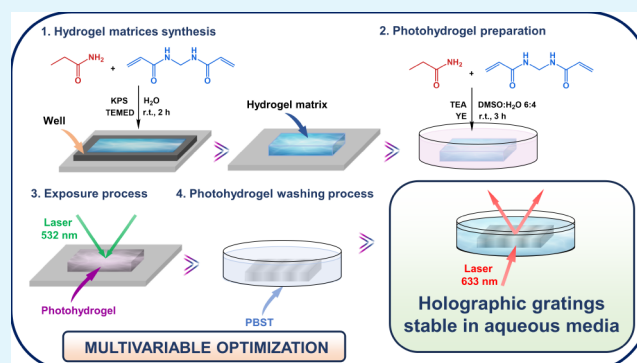 1. Hydrogel matrices synthesis
2. Photohydrogel preparation
NH2
O
+
O
H
N
H
N
O
KPS
TEMED
H2O
r.t., 2 h
Well
Hydrogel matrix
NH2
O
+
O
H
N
H
N
O
TEA
YE
DMSO:H2O 6:4
r.t., 3 h
3. Exposure process
Laser
532 nm
Photohydrogel
4. Photohydrogel washing process
PBST
Laser
633 nm
Holographic gratings
stable in aqueous media
MULTIVARIABLE OPTIMIZATION